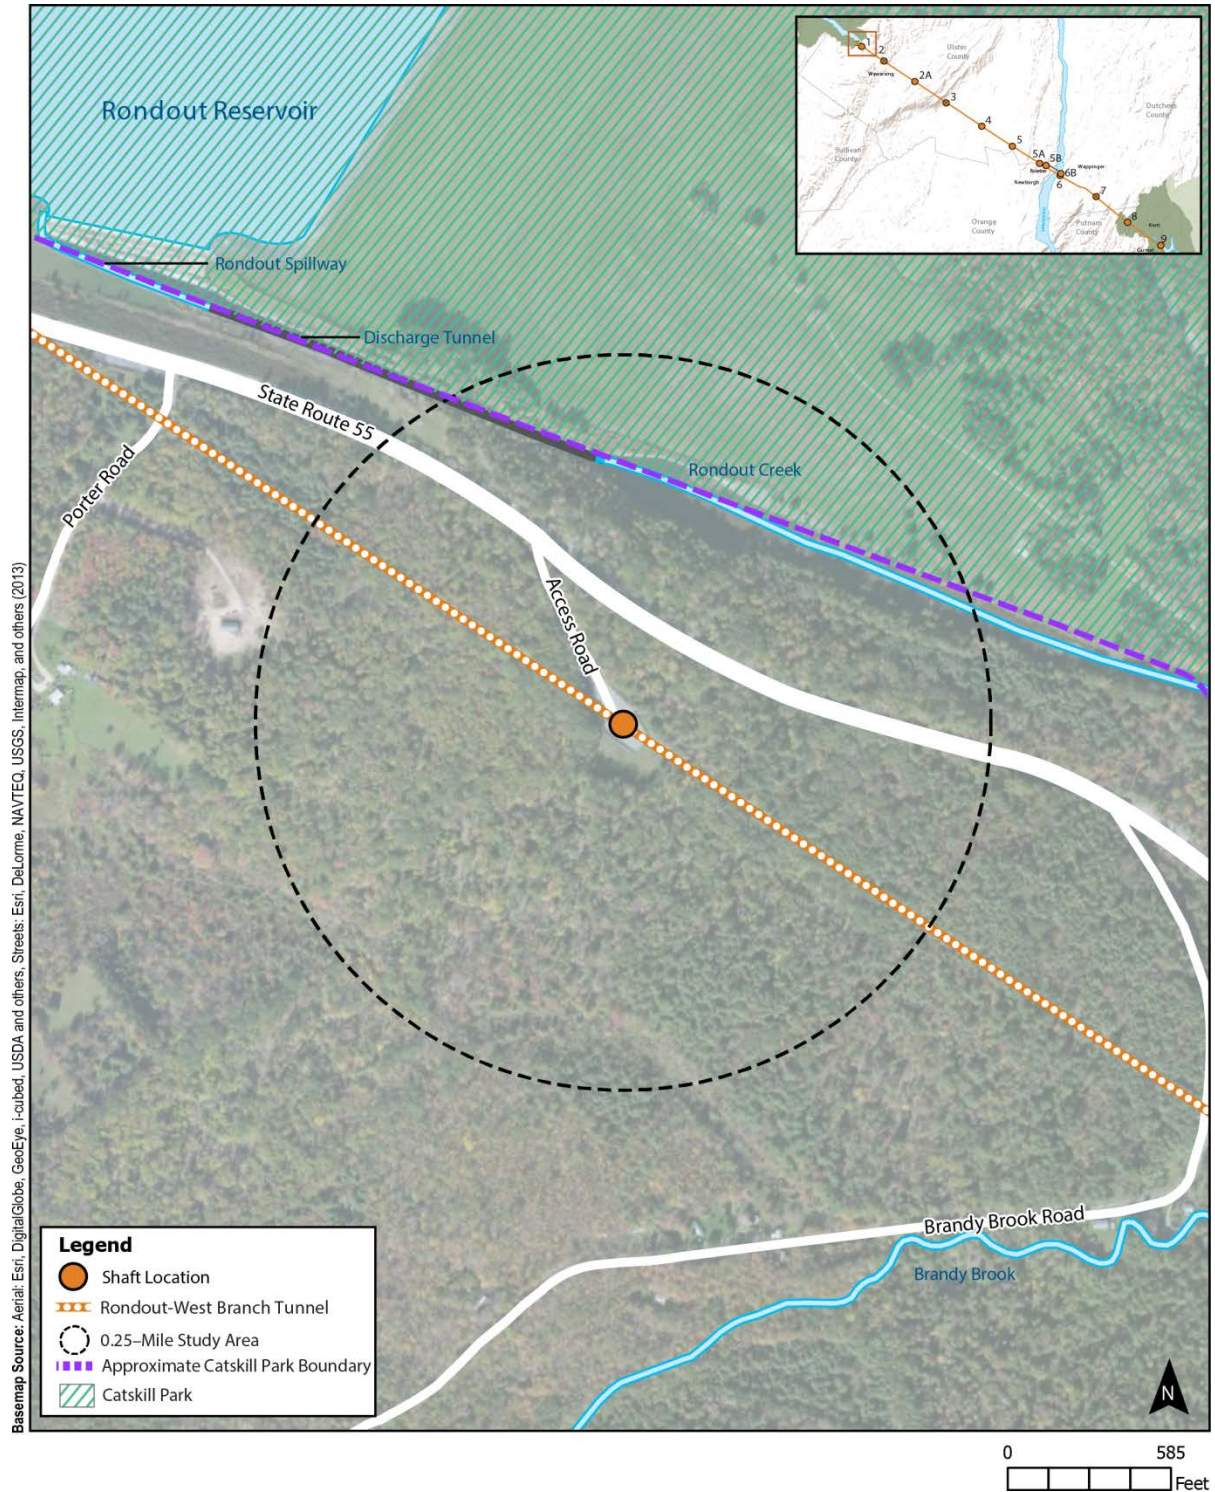 Rondout Reservoir
1
2
Wawarsing
Ulster
County
2A
3
Dutchess
County
4
Sullivan
County
5
5A
5B
Wappinger
6B
Newburgh
6
7
Orange
County
Putnam
County
8
Kent
9
Carmel
Rondout Spillway
Discharge Tunnel
State Route 55
Porter Road
Rondout Creek
Access Road
Brandy Brook Road
Brandy Brook
Legend
Shaft Location
Rondout-West Branch Tunnel
0.25–Mile Study Area
Approximate Catskill Park Boundary
Catskill Park
N
0 585
Feet
Basemap Source: Aerial: Esri, DigitalGlobe, GeoEye, i-cubed, USDA and others, Streets: Esri, DeLorme, NAVTEQ, USGS, Intermap, and others (2013)